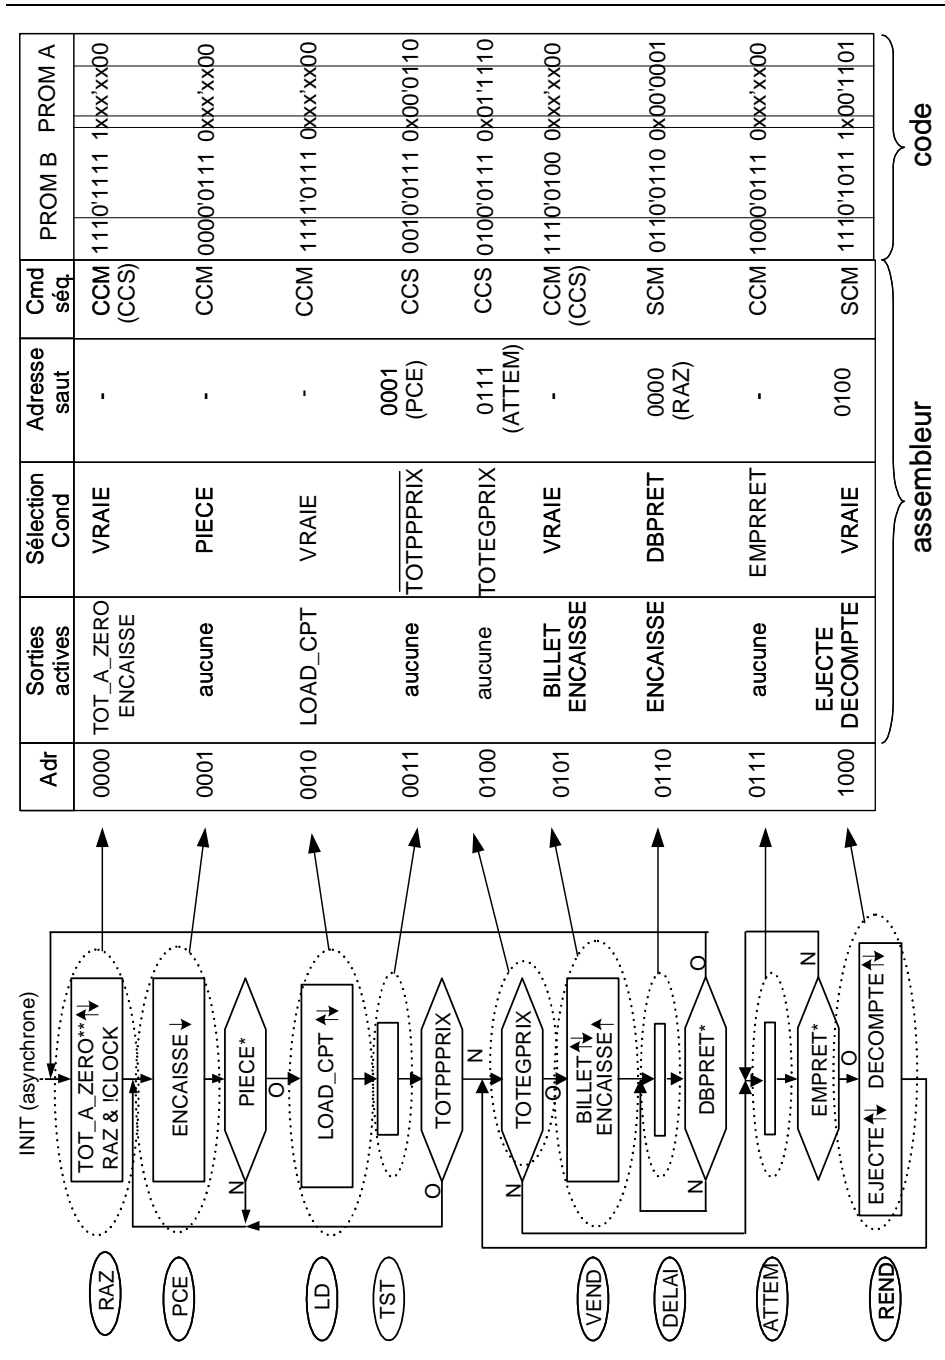 Adr
Sorties
actives
Sélection
Cond
Adresse
saut
Cmd
séq.
PROM B
PROM A
0000
TOT_A_ZERO
ENCAISSE
VRAIE
-
CCM
(CCS)
1110'1111
1xxx'xx00
0001
aucune
PIECE
-
CCM
0000'0111
0xxx'xx00
0010
LOAD_CPT
VRAIE
-
CCM
1111'0111
0xxx'xx00
0011
aucune
TOTPPPRIX
0001
(PCE)
CCS
0010'0111
0x00'0110
0100
aucune
TOTEGPRIX
0111
(ATTEM)
CCS
0100'0111
0x01'1110
0101
BILLET
ENCAISSE
VRAIE
-
CCM
(CCS)
1110'0100
0xxx'xx00
0110
ENCAISSE
DBPRET
0000
(RAZ)
SCM
0110'0110
0x00'0001
0111
aucune
EMPRRET
-
CCM
1000'0111
0xxx'xx00
1000
EJECTE
DECOMPTE
VRAIE
0100
SCM
1110'1011
1x00'1101
assembleur
code
INIT (asynchrone)
RAZ
TOT_A_ZERO**
RAZ & !CLOCK
PCE
ENCAISSE
PIECE*
N
O
LD
LOAD_CPT
TST
TOTPPPRIX
O
N
TOTEGPRIX
N
O
VEND
BILLET
ENCAISSE
DELAI
DBPRET*
N
O
ATTEM
EMPRET*
N
O
REND
EJECTE
DECOMPTE